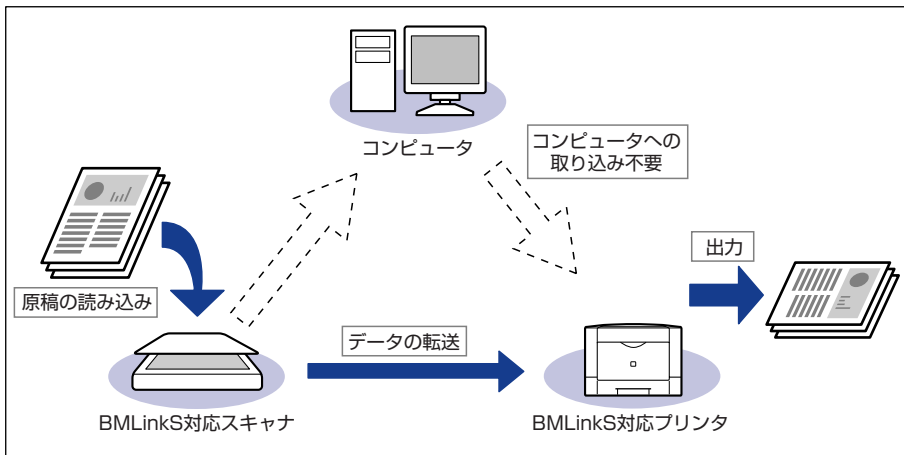 コンピュータ
コンピュータへの
取り込み不要
出力
原稿の読み込み
データの転送
BMLinkS対応スキャナ
BMLinkS対応プリンタ